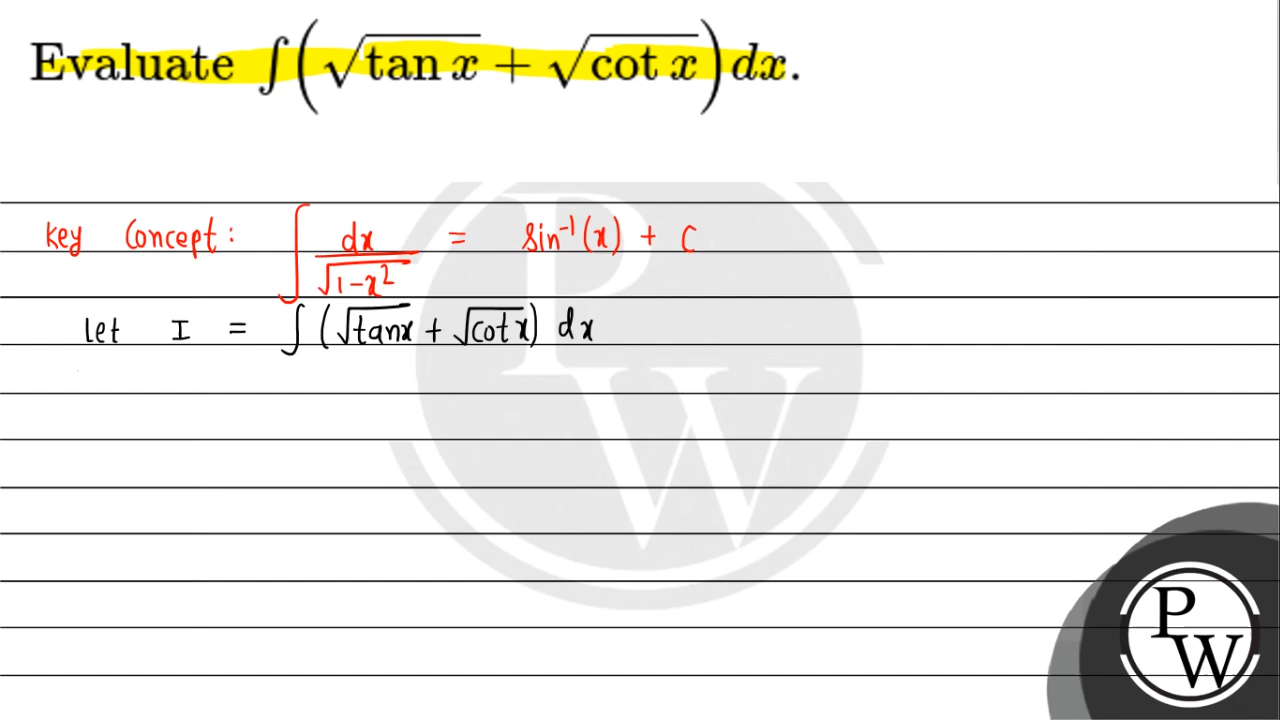 Evaluate ∫(√tan x + √cot x) dx.
Key Concept: ∫ dx/√(1-x²) = sin⁻¹(x) + C
Let I = ∫ (√tanx + √cotx) dx
P
W
P
W